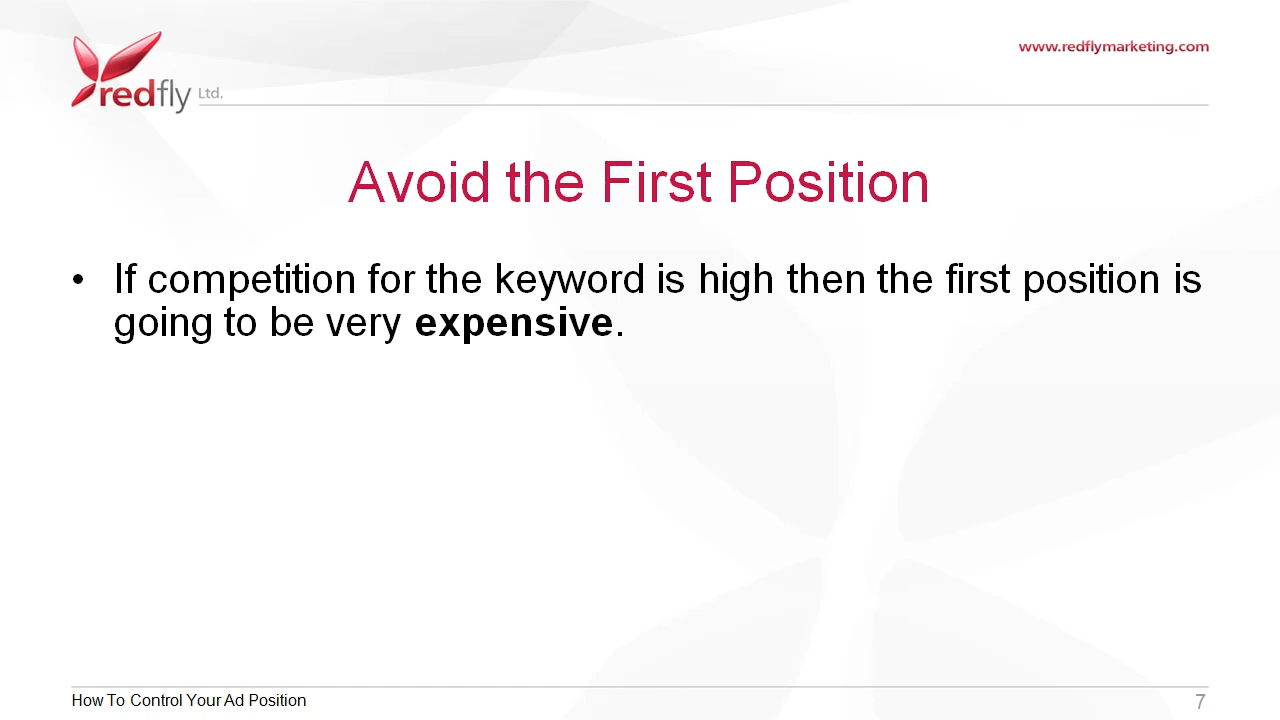 redfly Ltd.
www.redflymarketing.com
Avoid the First Position
• If competition for the keyword is high then the first position is
going to be very expensive.
How To Control Your Ad Position
7